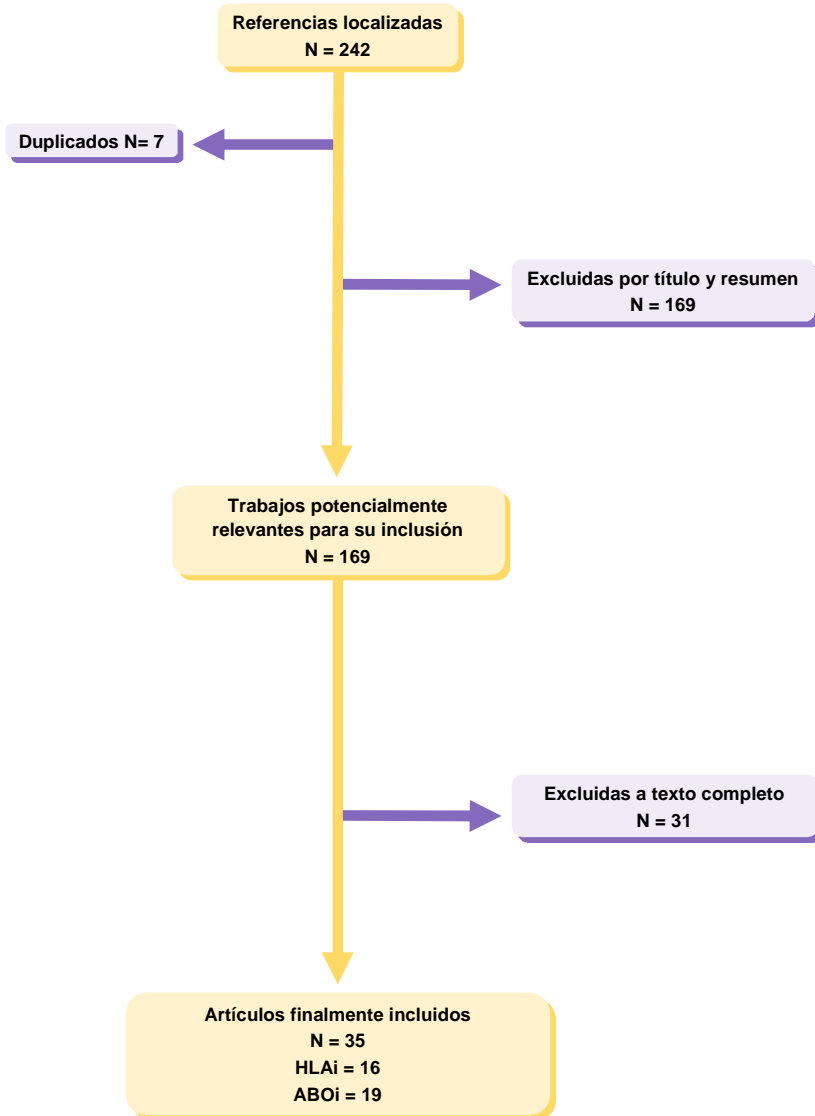 Referencias localizadas
N = 242
Duplicados N= 7
Excluidas por título y resumen
N = 169
Trabajos potencialmente
relevantes para su inclusión
N = 169
Excluidas a texto completo
N = 31
Artículos finalmente incluidos
N = 35
HLAi = 16
ABOi = 19